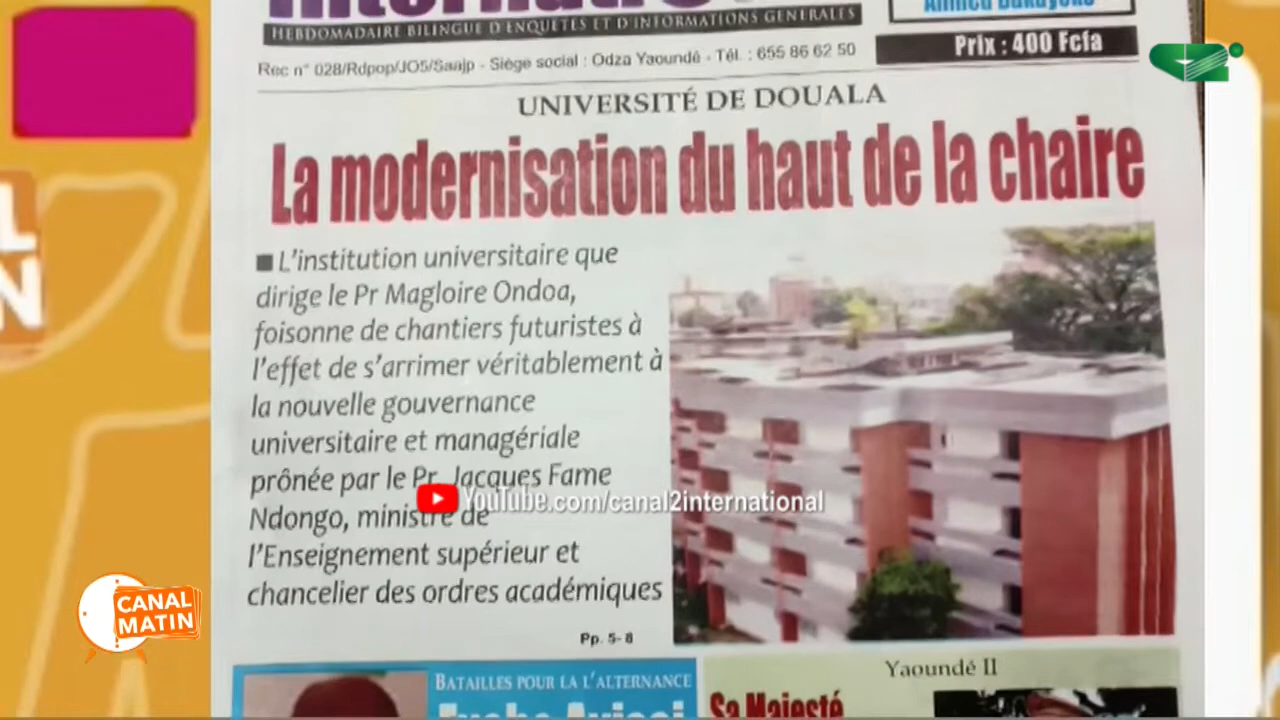 HEBDOMADAIRE BILINGUE D'ENQUÊTES ET D'INFORMATIONS GÉNÉRALES
Rec n° 028/Rdpop/JO5/Saajp - Siège social : Odza Yaoundé - Tél. : 655 86 62 50
Prix : 400 Fcfa
UNIVERSITÉ DE DOUALA
La modernisation du haut de la chaire
■ L'institution universitaire que
dirige le Pr Magloire Ondoa,
foisonne de chantiers futuristes à
l'effet de s'arrimer véritablement à
la nouvelle gouvernance
universitaire et managériale
prônée par le Pr. Jacques Fame
Ndongo, ministre de
l'Enseignement supérieur et
chancelier des ordres académiques
Pp. 5-8
YouTube.com/canal2international
CANAL
MATIN
BATAILLES POUR LA L'ALTERNANCE
Yaoundé II
Sa Majesté